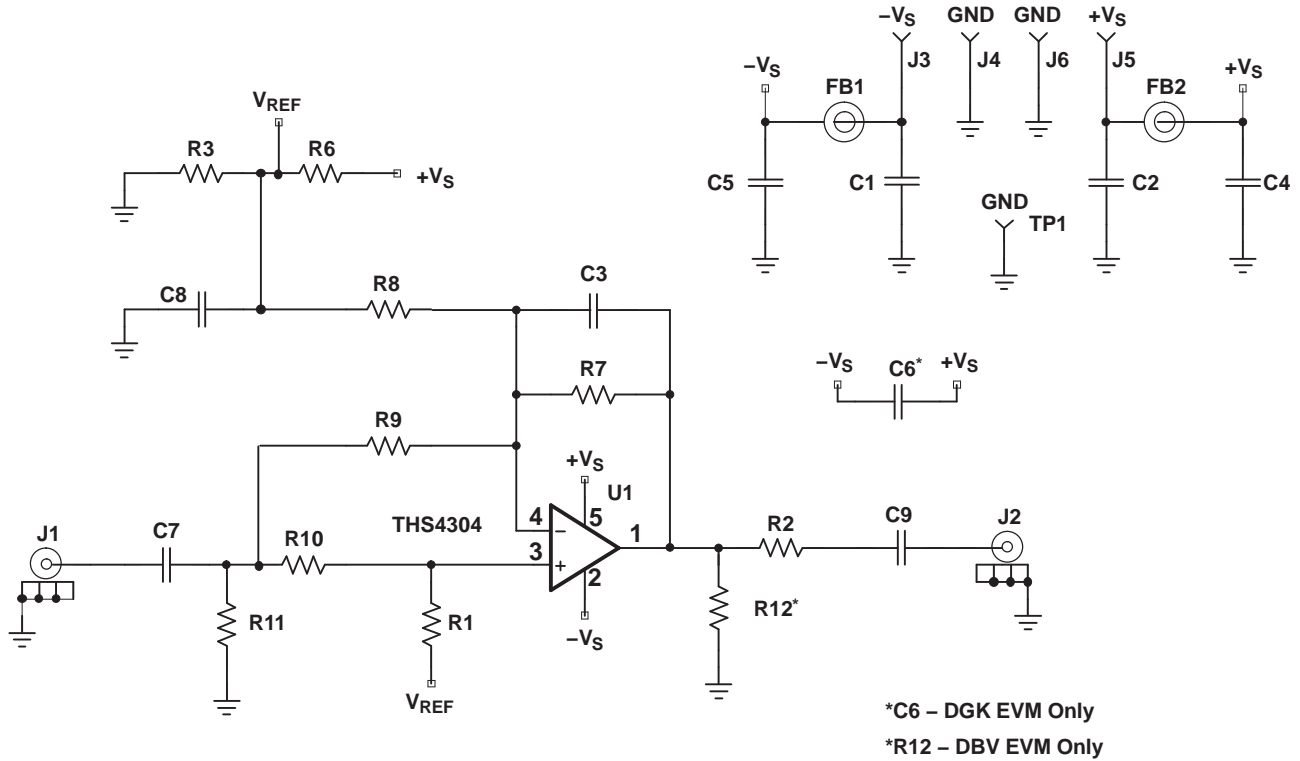 –VS GND GND +VS
J3 J4 J6 J5
–VS FB1 FB2 +VS
VREF
R3 R6
+VS
C5 C1 C2 C4
GND
TP1
C8 R8 C3
R7
–VS C6* +VS
R9
+VS
U1
THS4304
4 – 5 1
3 + 2
J1 C7 R10 R2 C9 J2
R11 R1 –VS R12*
VREF
*C6 – DGK EVM Only
*R12 – DBV EVM Only